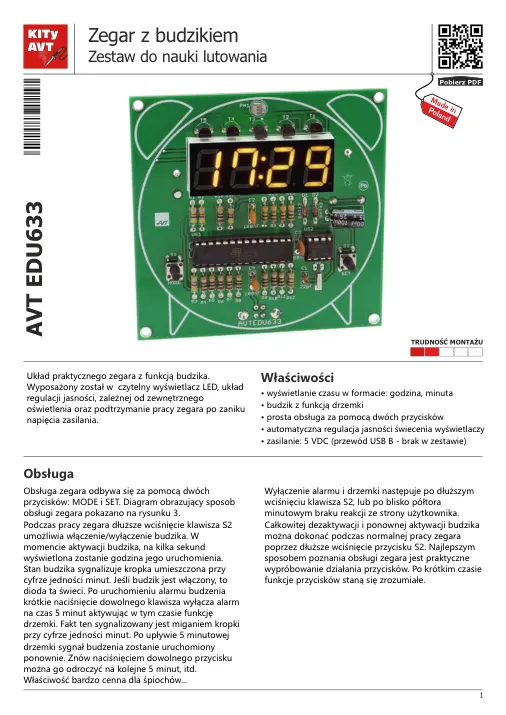 KITy
AVT
Zegar z budzikiem
Zestaw do nauki lutowania
Pobierz PDF
Made in
Poland
AVT EDU633
PH1
T5
T4
T3
T2
T1
17:29
US2
MODE
SET
AVTEDU633
TRUDNOŚĆ MONTAŻU
Układ praktycznego zegara z funkcją budzika.
Wyposażony został w czytelny wyświetlacz LED, układ
regulacji jasności, zależnej od zewnętrznego
oświetlenia oraz podtrzymanie pracy zegara po zaniku
napięcia zasilania.
Właściwości
• wyświetlanie czasu w formacie: godzina, minuta
• budzik z funkcją drzemki
• prosta obsługa za pomocą dwóch przycisków
• automatyczna regulacja jasności świecenia wyświetlaczy
• zasilanie: 5 VDC (przewód USB B - brak w zestawie)
Obsługa
Obsługa zegara odbywa się za pomocą dwóch
przycisków: MODE i SET. Diagram obrazujący sposób
obsługi zegara pokazano na rysunku 3.
Podczas pracy zegara dłuższe wciśnięcie klawisza S2
umożliwia włączenie/wyłączenie budzika. W
momencie aktywacji budzika, na kilka sekund
wyświetlona zostanie godzina jego uruchomienia.
Stan budzika sygnalizuje kropka umieszczona przy
cyfrze jedności minut. Jeśli budzik jest włączony, to
dioda ta świeci. Po uruchomieniu alarmu budzenia
krótkie naciśnięcie dowolnego klawisza wyłącza alarm
na czas 5 minut aktywując w tym czasie funkcję
drzemki. Fakt ten sygnalizowany jest miganiem kropki
przy cyfrze jedności minut. Po upływie 5 minutowej
drzemki sygnał budzenia zostanie uruchomiony
ponownie. Znów naciśnięciem dowolnego przycisku
można go odroczyć na kolejne 5 minut, itd.
Właściwość bardzo cenna dla śpiochów...
Wyłączenie alarmu i drzemki następuje po dłuższym
wciśnięciu klawisza S2, lub po blisko półtora
minutowym braku reakcji ze strony użytkownika.
Całkowitej dezaktywacji i ponownej aktywacji budzika
można dokonać podczas normalnej pracy zegara
poprzez dłuższe wciśnięcie przycisku S2. Najlepszym
sposobem poznania obsługi zegara jest praktyczne
wypróbowanie działania przycisków. Po krótkim czasie
funkcje przycisków staną się zrozumiałe.
1